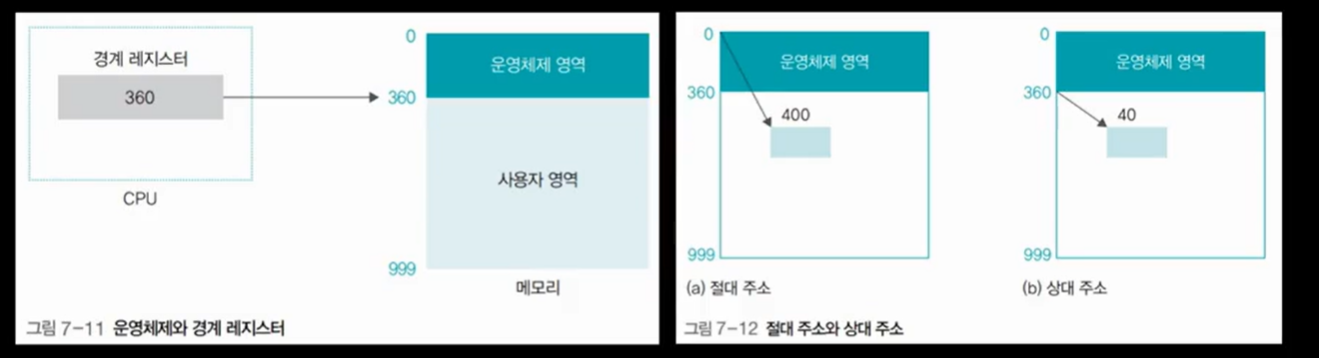 경계 레지스터
360
CPU
0
운영체제 영역
360
사용자 영역
999
메모리
그림 7-11 운영체제와 경계 레지스터
0
운영체제 영역
360
400
999
(a) 절대 주소
0
운영체제 영역
360
40
999
(b) 상대 주소
그림 7-12 절대 주소와 상대 주소